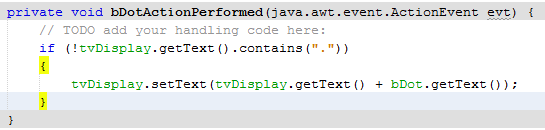 private void bDotActionPerformed(java.awt.event.ActionEvent evt) {
// TODO add your handling code here:
if (!tvDisplay.getText().contains("."))
{
tvDisplay.setText(tvDisplay.getText() + bDot.getText());
}
}